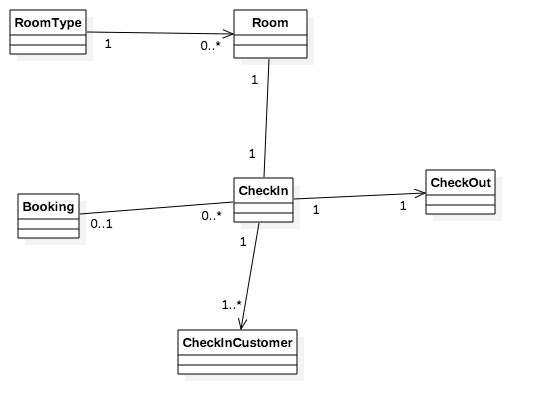 RoomType
Room
1
0..*
1
1
CheckIn
CheckOut
Booking
0..1
0..*
1
1
1
1..*
CheckInCustomer